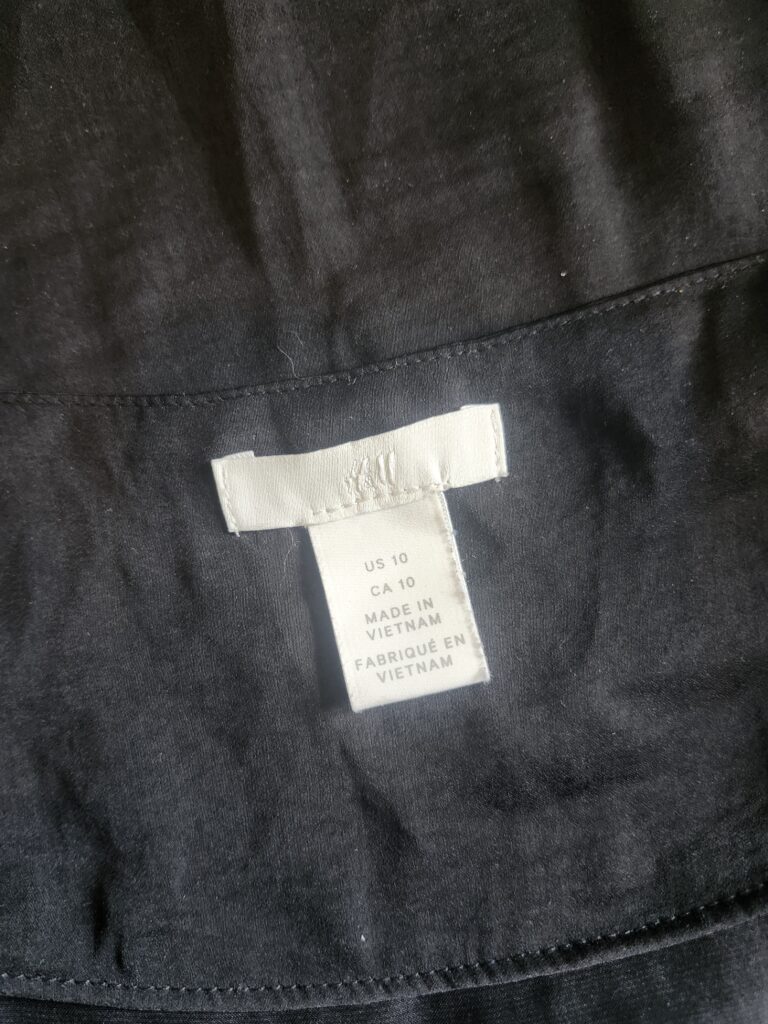 H&M
US 10
CA 10
MADE IN
VIETNAM
FABRIQUÉ EN
VIETNAM